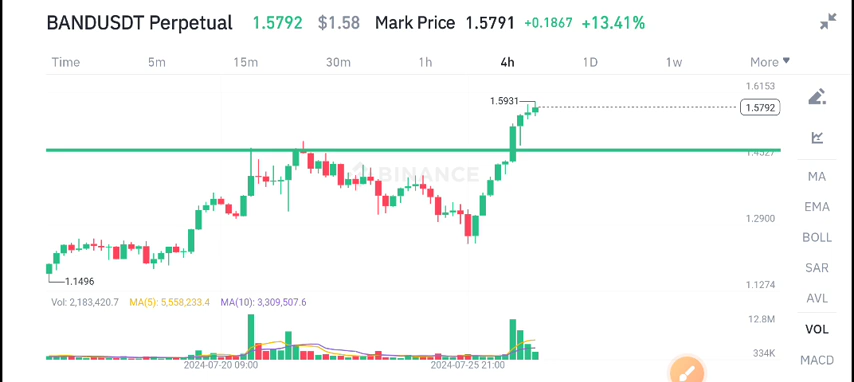 BANDUSDT Perpetual 1.5792 $1.58 Mark Price 1.5791 +0.1867 +13.41%
Time 5m 15m 30m 1h 4h 1D 1w More
1.6153
1.5931
1.5792
1.4527
BINANCE
MA
EMA
1.2900
BOLL
SAR
1.1496
1.1274
AVL
Vol: 2,183,420.7 MA(5): 5,558,233.4 MA(10): 3,309,507.6
12.8M
VOL
334K
MACD
2024-07-20 09:00 2024-07-25 21:00